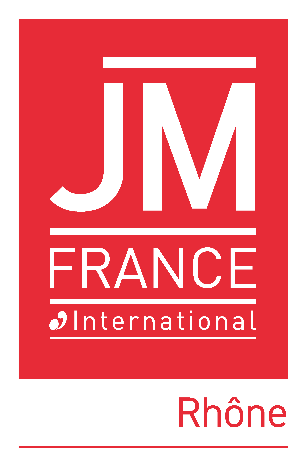 JM
FRANCE
International
Rhône